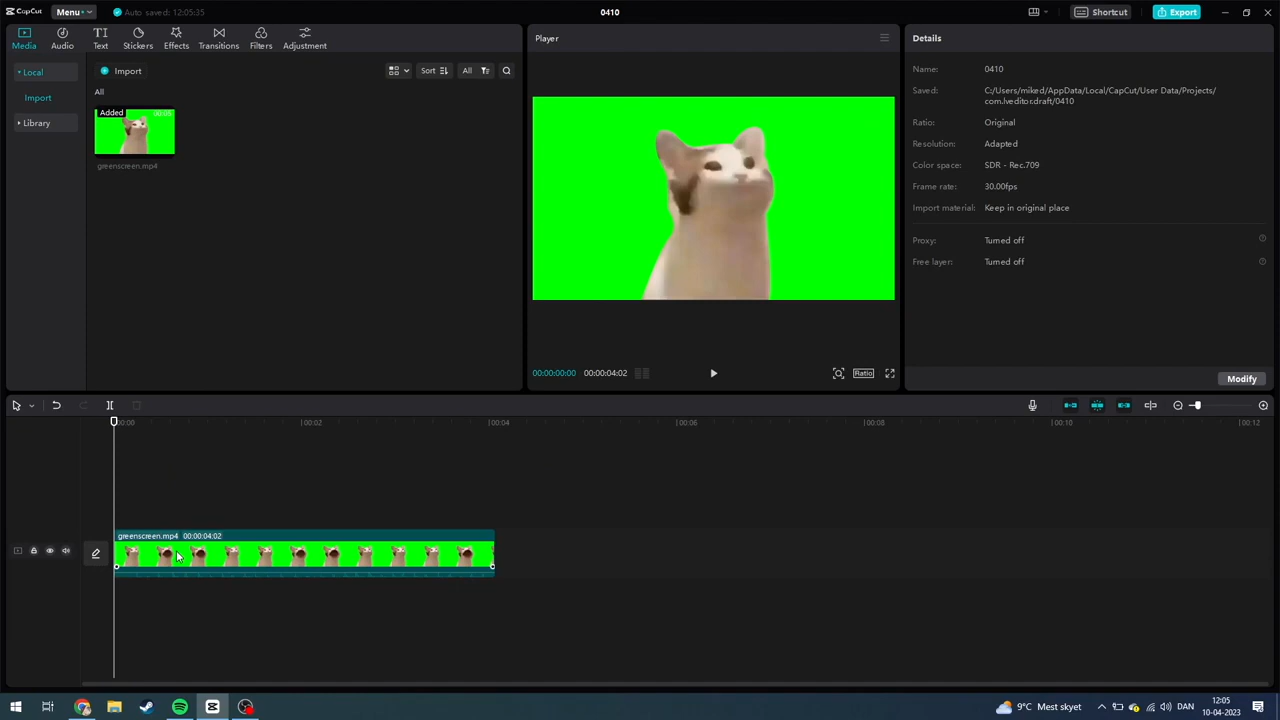 CapCut
Menu
Auto saved: 12:05:35
0410
Shortcut
Export
Media
Audio
Text
Stickers
Effects
Transitions
Filters
Adjustment
Local
Import
Library
Import
Sort
All
All
Added
00:05
greenscreen.mp4
Player
00:00:00:00
00:00:04:02
Ratio
Details
Name:
0410
Saved:
C:/Users/miked/AppData/Local/CapCut/User Data/Projects/
com.lveditor.draft/0410
Ratio:
Original
Resolution:
Adapted
Color space:
SDR - Rec.709
Frame rate:
30.00fps
Import material:
Keep in original place
Proxy:
Turned off
Free layer:
Turned off
Modify
00:00
00:02
00:04
00:06
00:08
00:10
00:12
greenscreen.mp4 00:00:04:02
9°C Mest skyet
DAN
12:05
10-04-2023